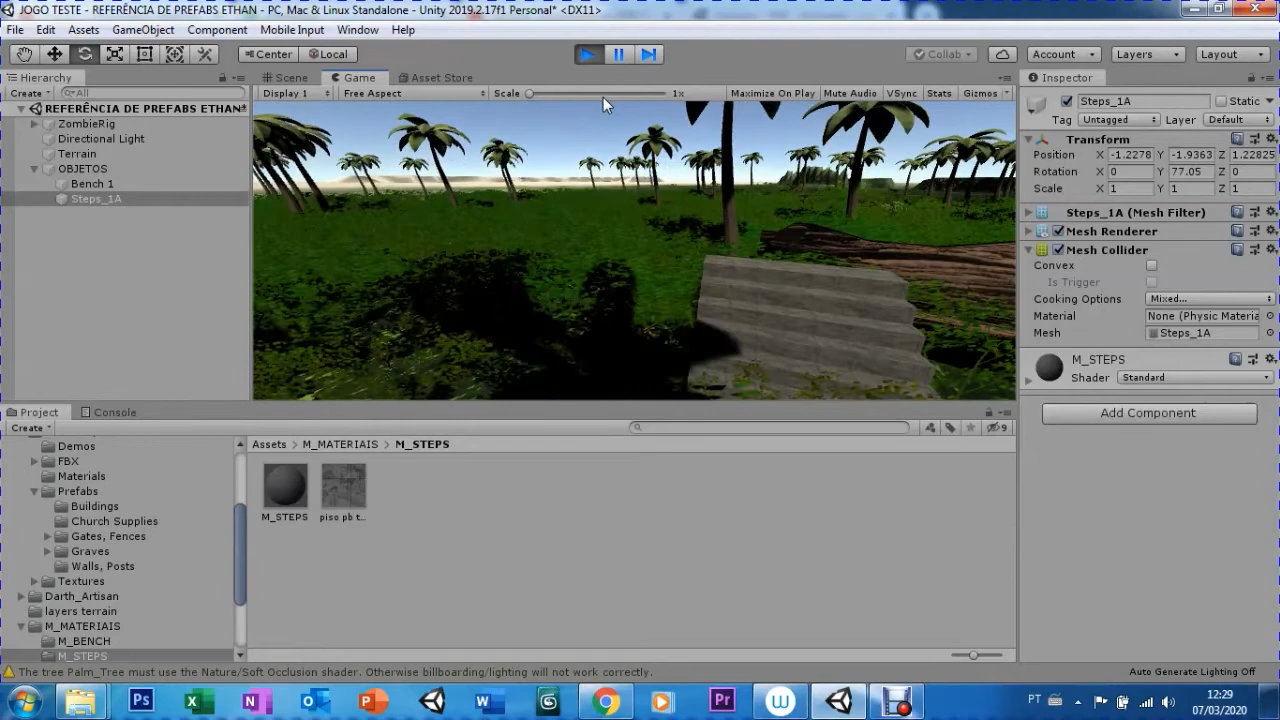 JOGO TESTE - REFERÊNCIA DE PREFABS ETHAN - PC, Mac & Linux Standalone - Unity 2019.2.17f1 Personal* <DX11>
File Edit Assets GameObject Component Mobile Input Window Help
Center Local Collab Account Layers Layout
Hierarchy Scene Game Asset Store Inspector
Create All Display 1 Free Aspect Scale 1x Maximize On Play Mute Audio VSync Stats Gizmos
REFERÊNCIA DE PREFABS ETHAN
ZombieRig
Directional Light
Terrain
OBJETOS
Bench 1
Steps_1A
Steps_1A Static
Tag Untagged Layer Default
Transform
Position X -1.2278 Y -1.9363 Z 1.22825
Rotation X 0 Y 77.05 Z 0
Scale X 1 Y 1 Z 1
Steps_1A (Mesh Filter)
Mesh Renderer
Mesh Collider
Convex
Is Trigger
Cooking Options Mixed...
Material None (Physic Materia
Mesh Steps_1A
M_STEPS
Shader Standard
Add Component
Project Console
Create 9
Demos
FBX
Materials
Prefabs
Buildings
Church Supplies
Gates, Fences
Graves
Walls, Posts
Textures
Darth_Artisan
layers terrain
M_MATERIAIS
M_BENCH
M_STEPS
Assets M_MATERIAIS M_STEPS
M_STEPS piso pb t...
The tree Palm_Tree must use the Nature/Soft Occlusion shader. Otherwise billboarding/lighting will not work correctly. Auto Generate Lighting Off
PT 12:29
07/03/2020